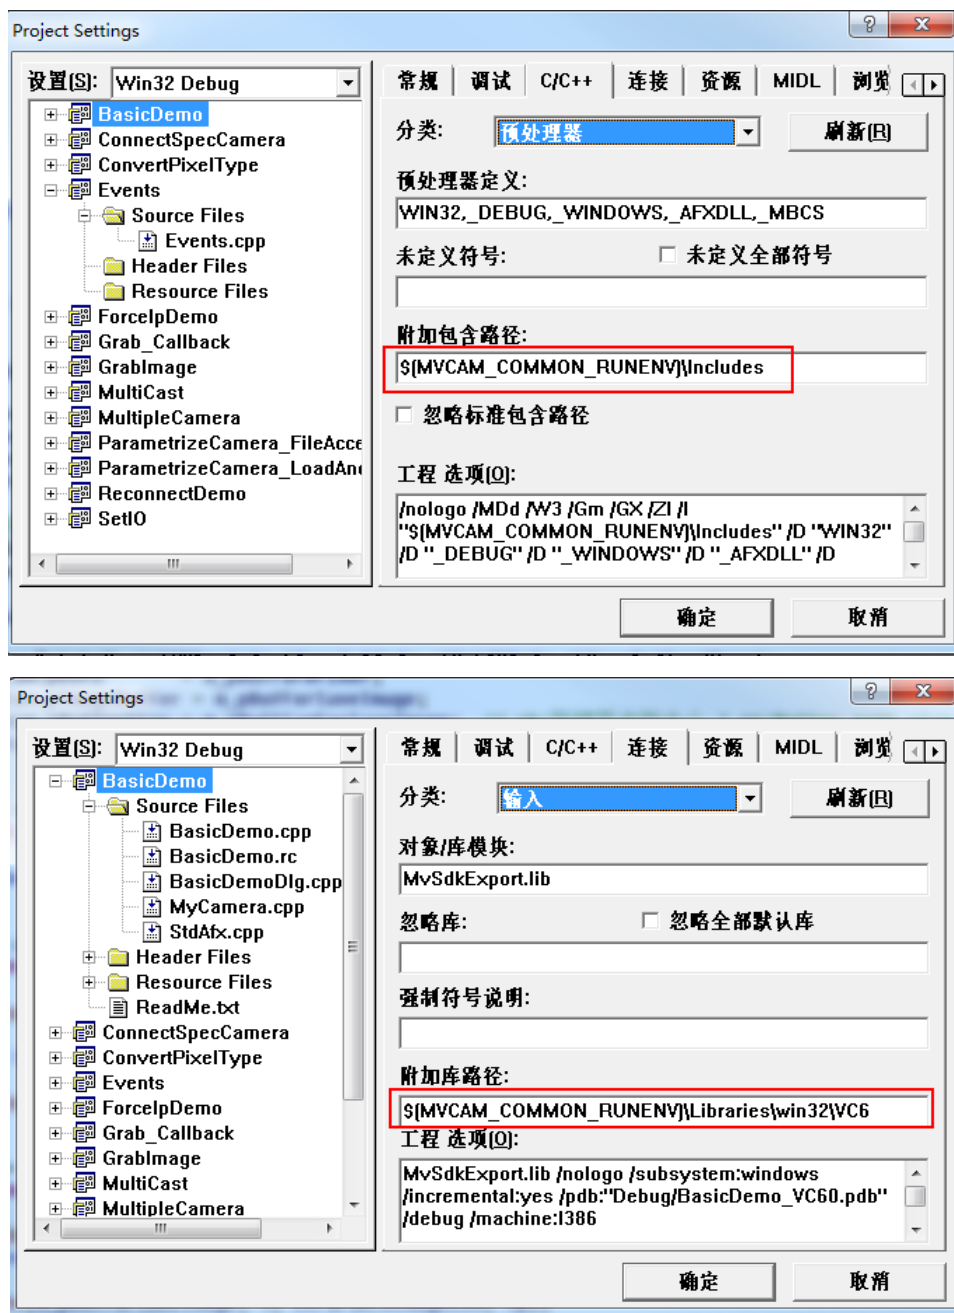 Project Settings
设置(S): Win32 Debug
BasicDemo
ConnectSpecCamera
ConvertPixelType
Events
Source Files
Events.cpp
Header Files
Resource Files
ForceIpDemo
Grab_Callback
GrabImage
MultiCast
MultipleCamera
ParametrizeCamera_FileAcce
ParametrizeCamera_LoadAn
ReconnectDemo
SetIO
常规 调试 C/C++ 连接 资源 MIDL 浏览
分类: 预处理器 刷新(R)
预处理器定义:
WIN32,_DEBUG,_WINDOWS,_AFXDLL,_MBCS
未定义符号: 未定义全部符号
附加包含路径:
$(MVCAM_COMMON_RUNENV)\Includes
忽略标准包含路径
工程 选项(O):
/nologo /MDd /W3 /Gm /GX /ZI /I
"$(MVCAM_COMMON_RUNENV)\Includes" /D "WIN32"
/D "_DEBUG" /D "_WINDOWS" /D "_AFXDLL" /D
确定 取消
Project Settings
设置(S): Win32 Debug
BasicDemo
Source Files
BasicDemo.cpp
BasicDemo.rc
BasicDemoDlg.cpp
MyCamera.cpp
StdAfx.cpp
Header Files
Resource Files
ReadMe.txt
ConnectSpecCamera
ConvertPixelType
Events
ForceIpDemo
Grab_Callback
GrabImage
MultiCast
MultipleCamera
常规 调试 C/C++ 连接 资源 MIDL 浏览
分类: 输入 刷新(R)
对象/库模块:
MvSdkExport.lib
忽略库: 忽略全部默认库
强制符号说明:
附加库路径:
$(MVCAM_COMMON_RUNENV)\Libraries\win32\VC6
工程 选项(O):
MvSdkExport.lib /nologo /subsystem:windows
/incremental:yes /pdb:"Debug/BasicDemo_VC60.pdb"
/debug /machine:I386
确定 取消